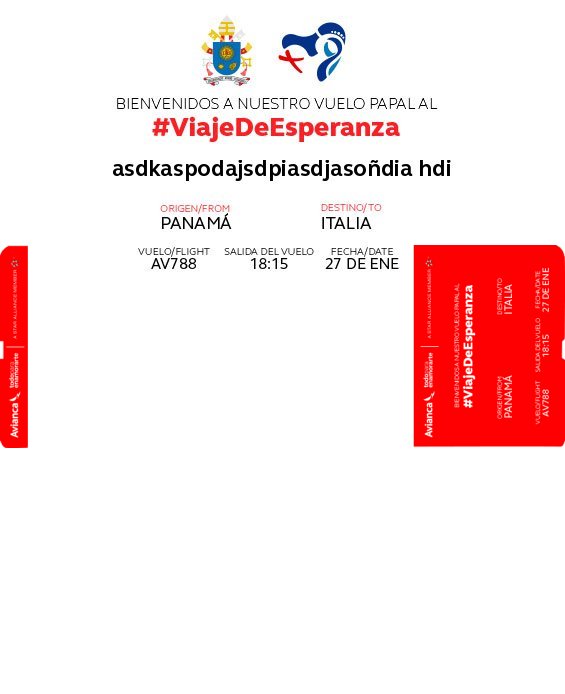 BIENVENIDOS A NUESTRO VUELO PAPAL AL
#ViajeDeEsperanza
asdkaspodajsdpiasdjasoñdia hdi
ORIGEN/FROM DESTINO/TO
PANAMÁ ITALIA
VUELO/FLIGHT SALIDA DEL VUELO FECHA/DATE
AV788 18:15 27 DE ENE
Avianca
todo para
enamorarte
A STAR ALLIANCE MEMBER
Avianca
todo para
enamorarte
A STAR ALLIANCE MEMBER
BIENVENIDOS A NUESTRO VUELO PAPAL AL
#ViajeDeEsperanza
ORIGEN/FROM DESTINO/TO
PANAMÁ ITALIA
VUELO/FLIGHT SALIDA DEL VUELO FECHA/DATE
AV788 18:15 27 DE ENE